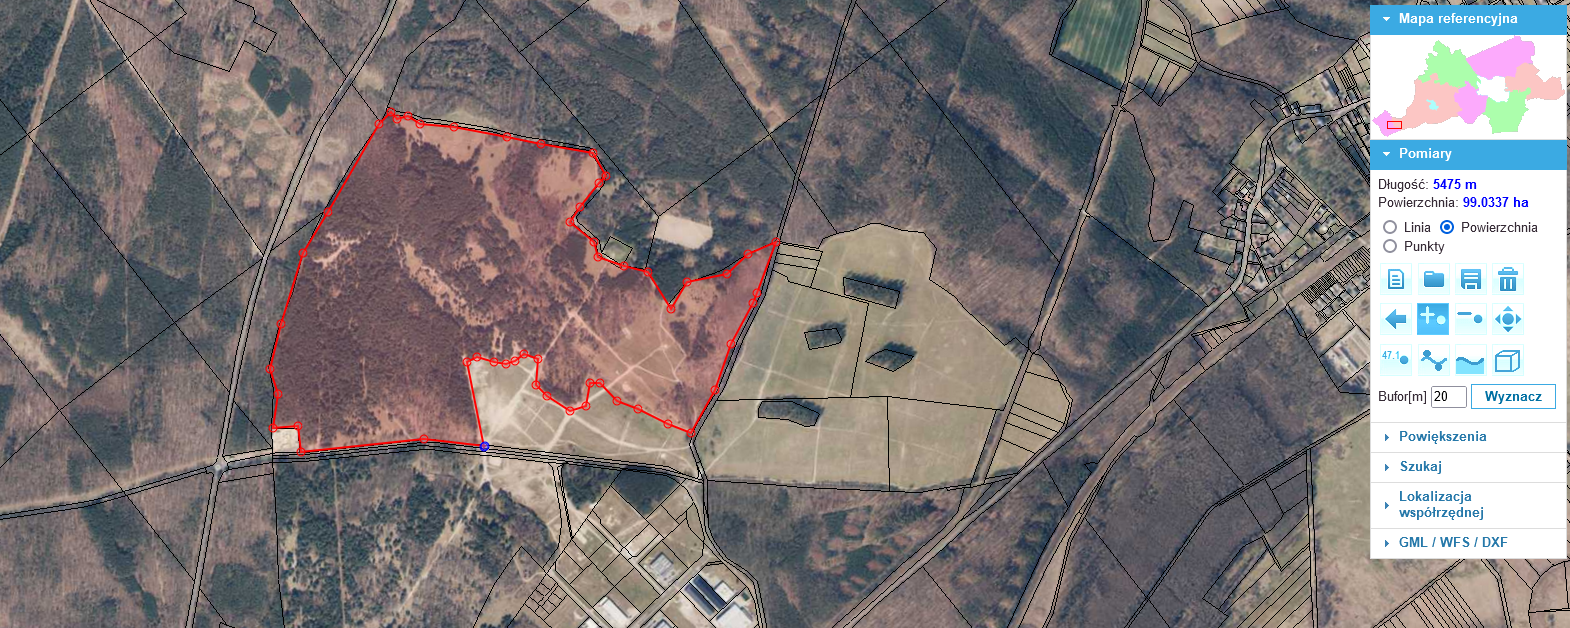 Mapa referencyjna
Pomiary
Długość: 5475 m
Powierzchnia: 99.0337 ha
Linia Powierzchnia
Punkty
47.1
Bufor[m] 20 Wyznacz
Powiększenia
Szukaj
Lokalizacja
współrzędnej
GML / WFS / DXF